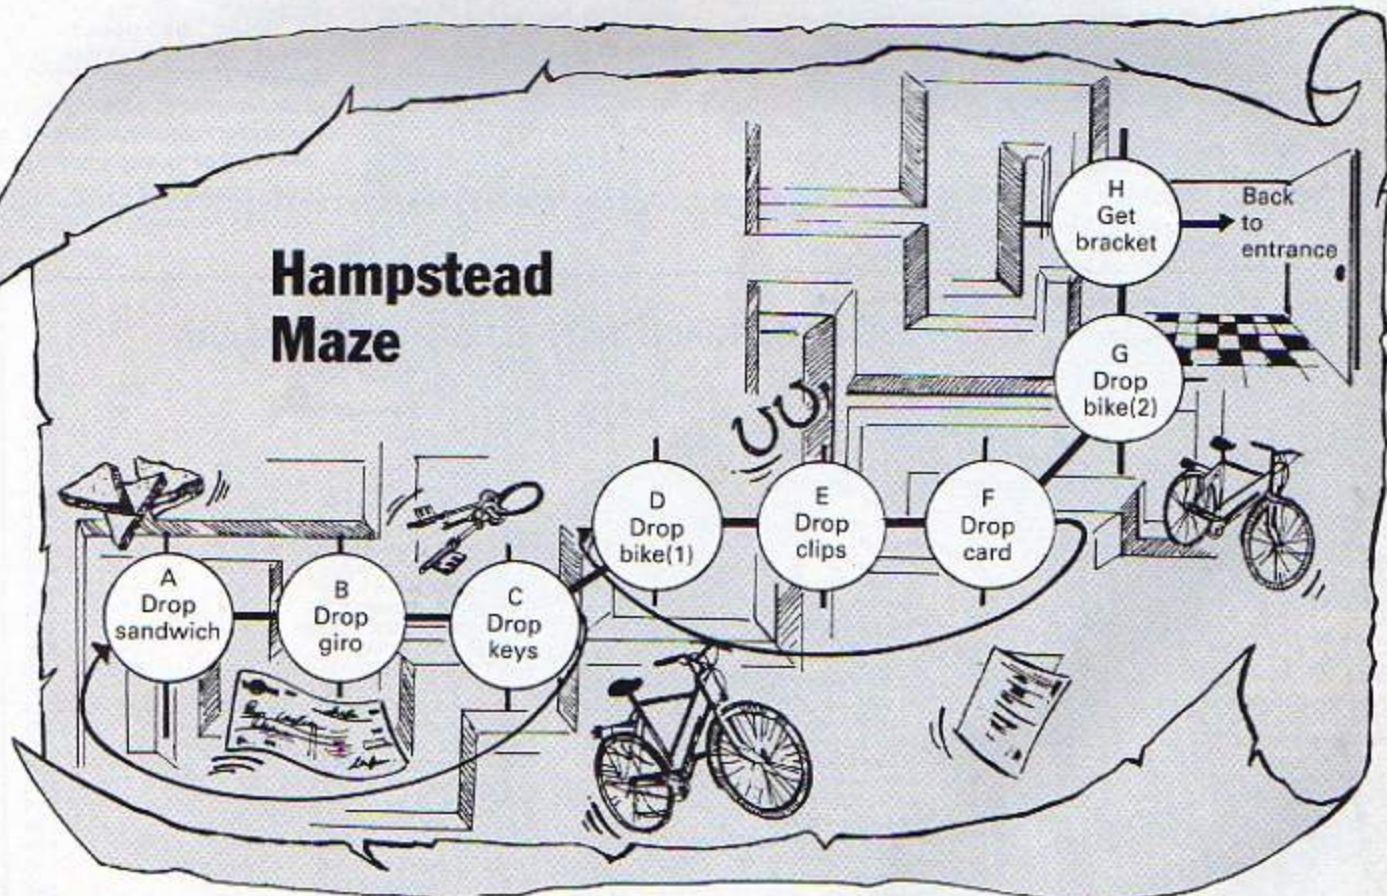 Hampstead
Maze
A
Drop
sandwich
B
Drop
giro
C
Drop
keys
D
Drop
bike(1)
E
Drop
clips
F
Drop
card
G
Drop
bike(2)
H
Get
bracket
Back
to
entrance